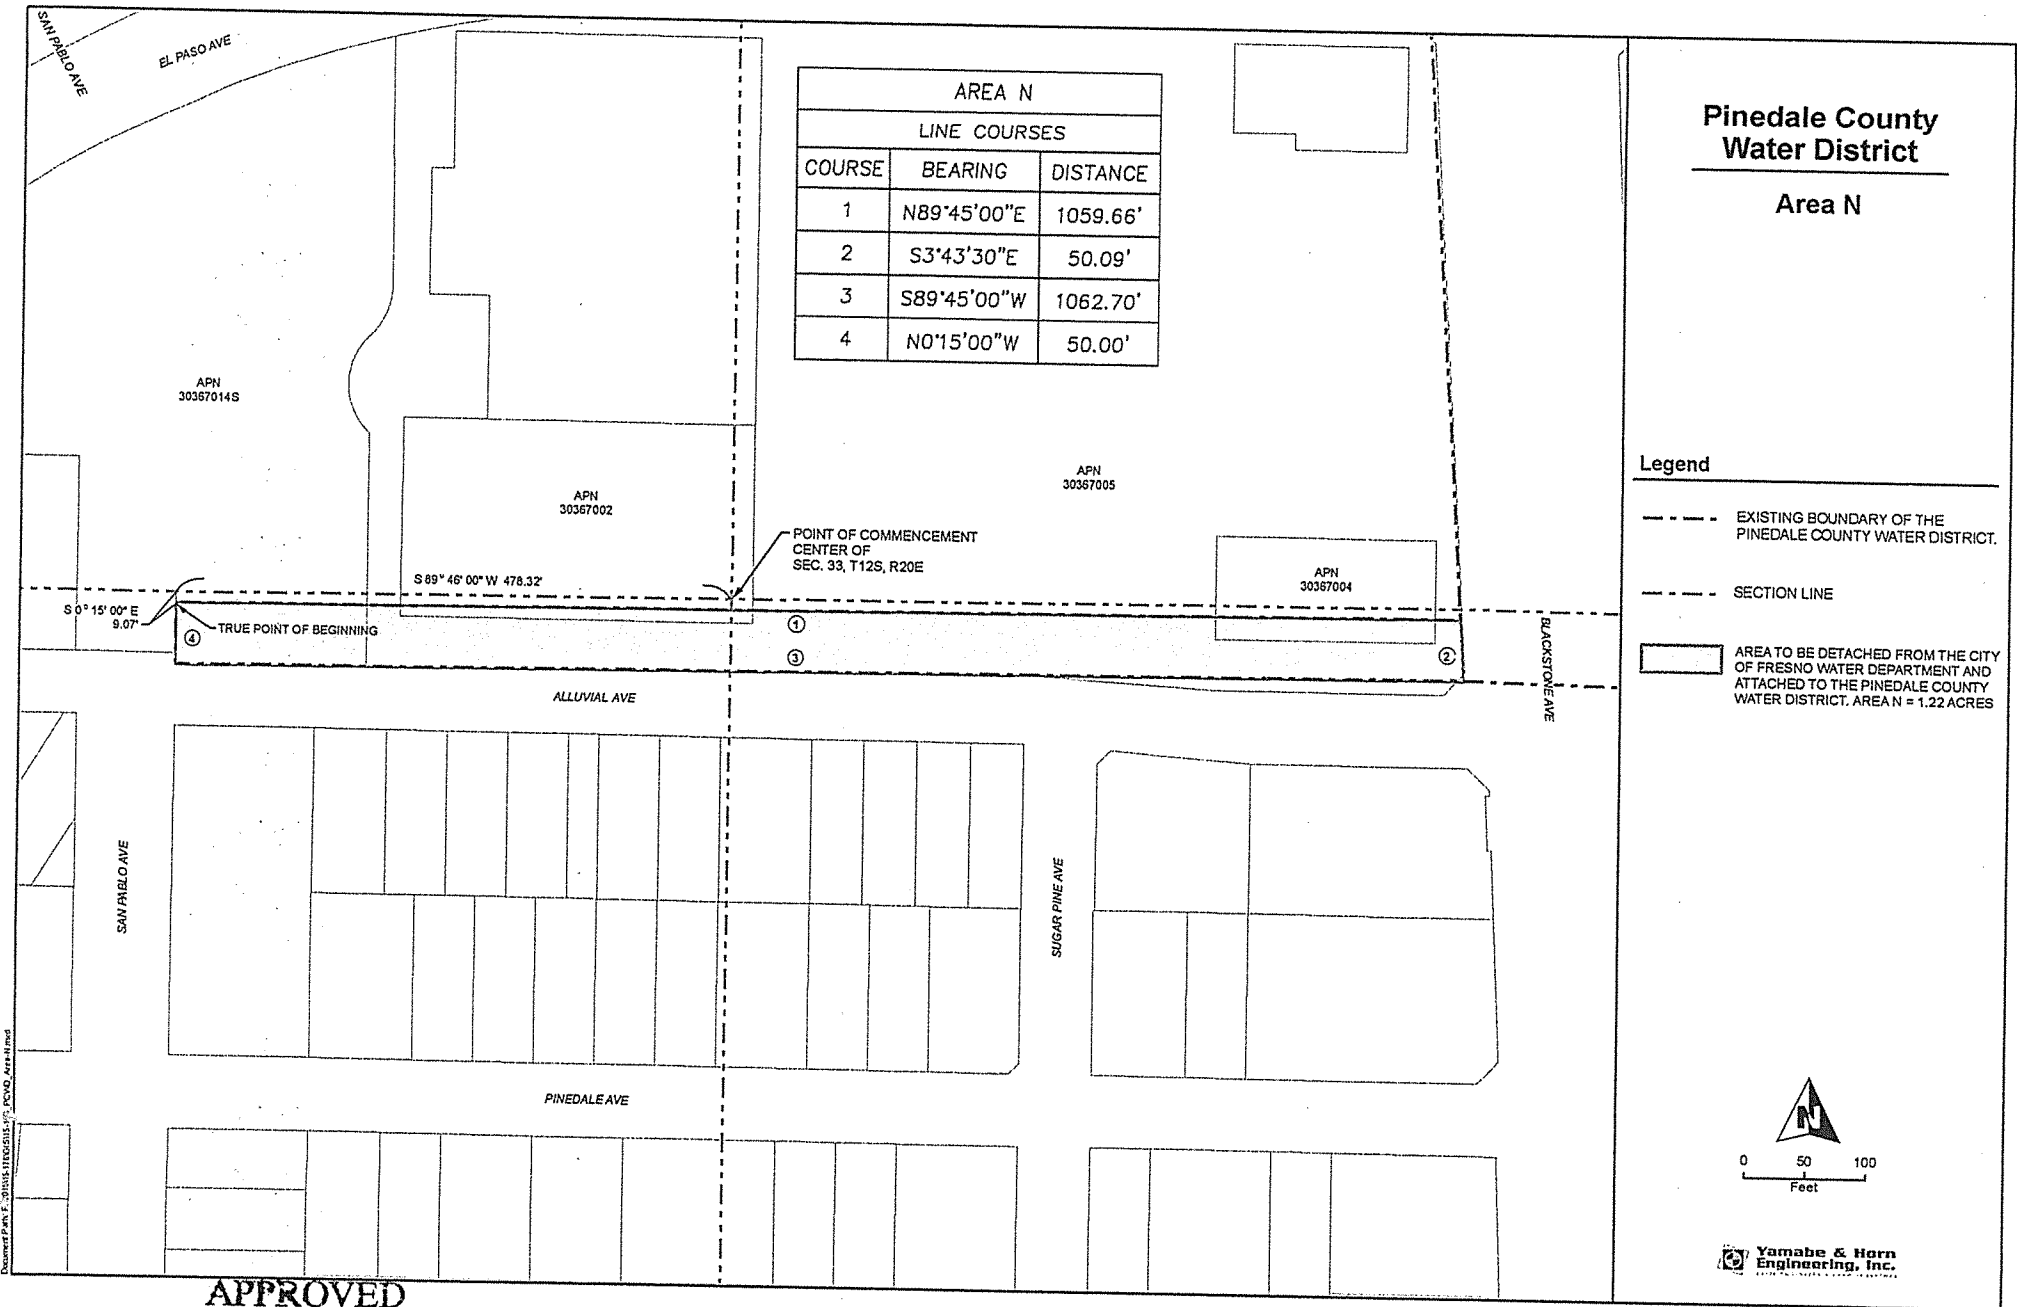 SAN PABLO AVE
EL PASO AVE
AREA N
LINE COURSES
COURSE BEARING DISTANCE
1 N89°45'00"E 1059.66'
2 S3°43'30"E 50.09'
3 S89°45'00"W 1062.70'
4 N0°15'00"W 50.00'
Pinedale County
Water District
Area N
APN
30367014S
APN
30367002
APN
30367005
POINT OF COMMENCEMENT
CENTER OF
SEC. 33, T12S, R20E
APN
30367004
S 89° 46' 00" W 478.32'
S 0° 15' 00" E
9.07'
TRUE POINT OF BEGINNING
4
1
3
2
ALLUVIAL AVE
BLACKSTONE AVE
SAN PABLO AVE
SUGAR PINE AVE
PINEDALE AVE
Legend
EXISTING BOUNDARY OF THE
PINEDALE COUNTY WATER DISTRICT.
SECTION LINE
AREA TO BE DETACHED FROM THE CITY
OF FRESNO WATER DEPARTMENT AND
ATTACHED TO THE PINEDALE COUNTY
WATER DISTRICT. AREA N = 1.22 ACRES
N
0 50 100
Feet
Yamabe & Horn
Engineering, Inc.
Document Path:
APPROVED